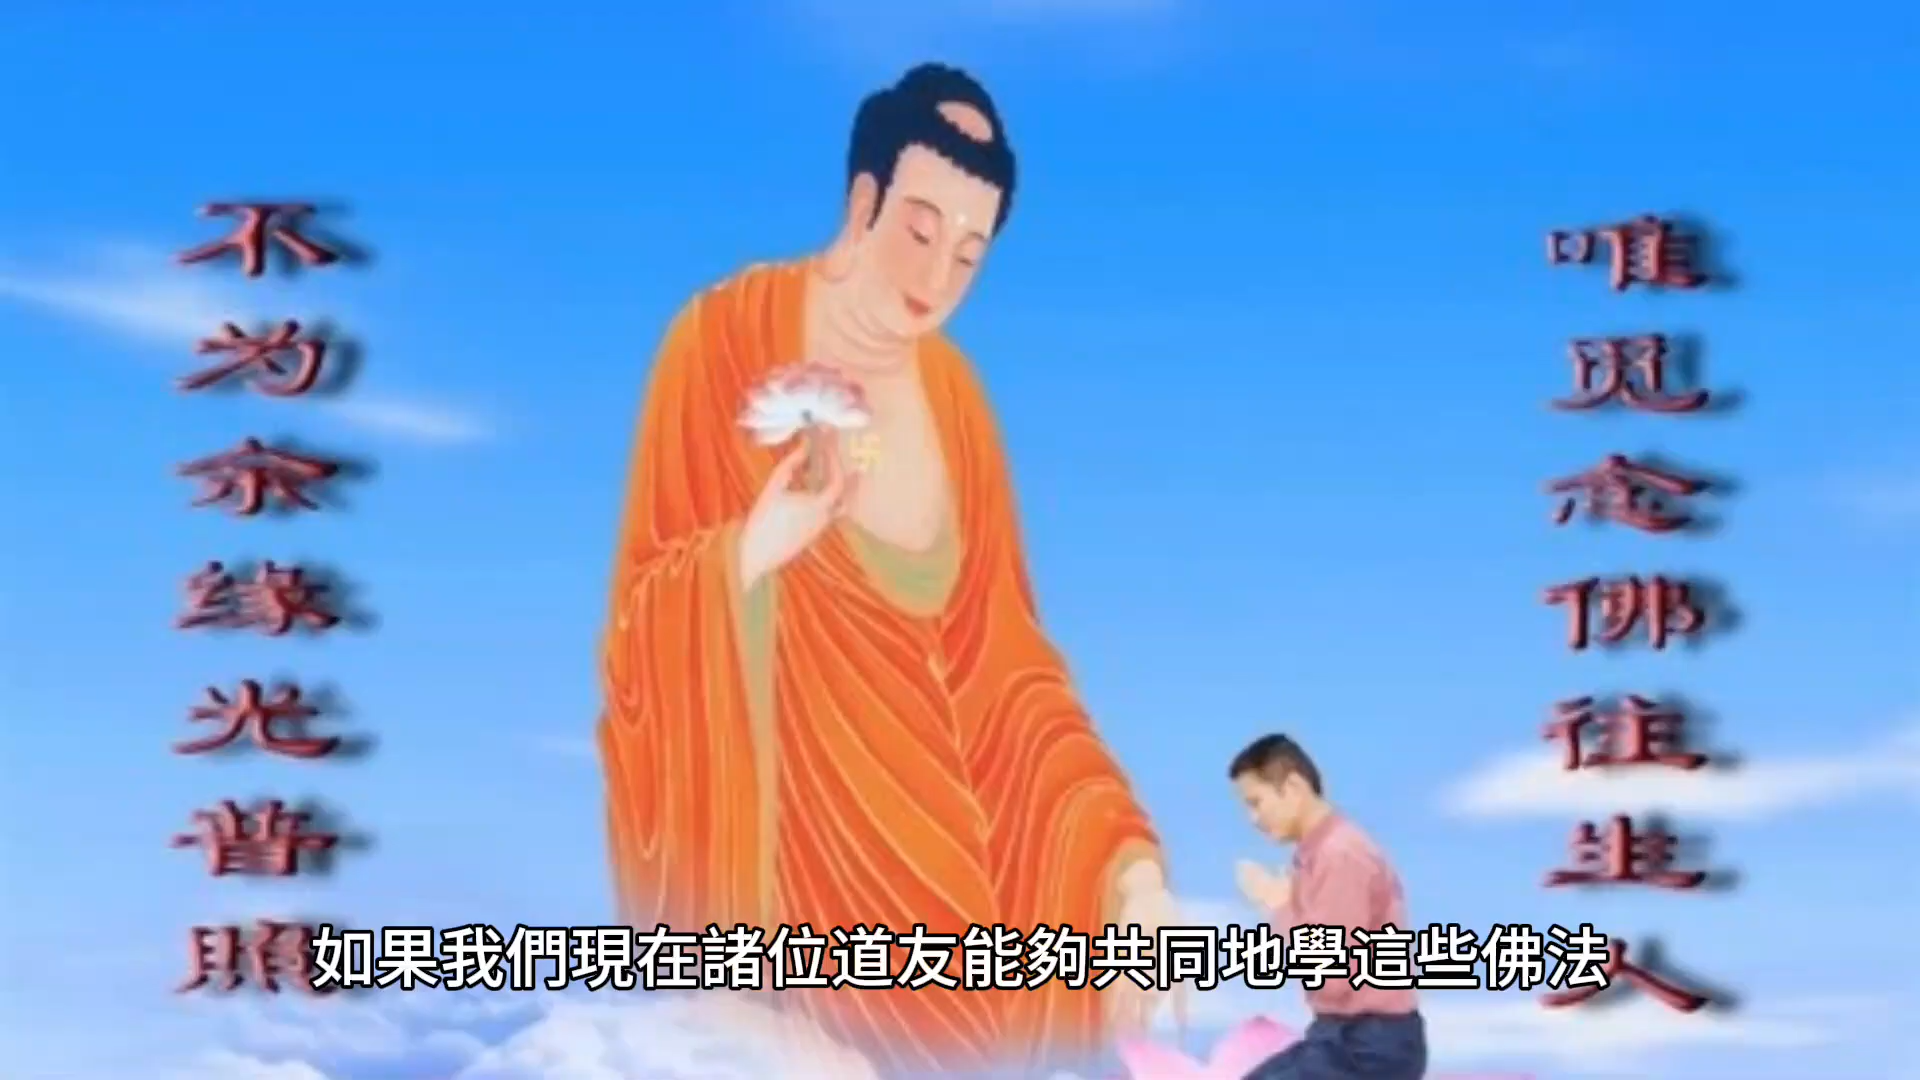 不为余缘光普照
唯觅念佛往生人
如果我們現在諸位道友能夠共同地學這些佛法